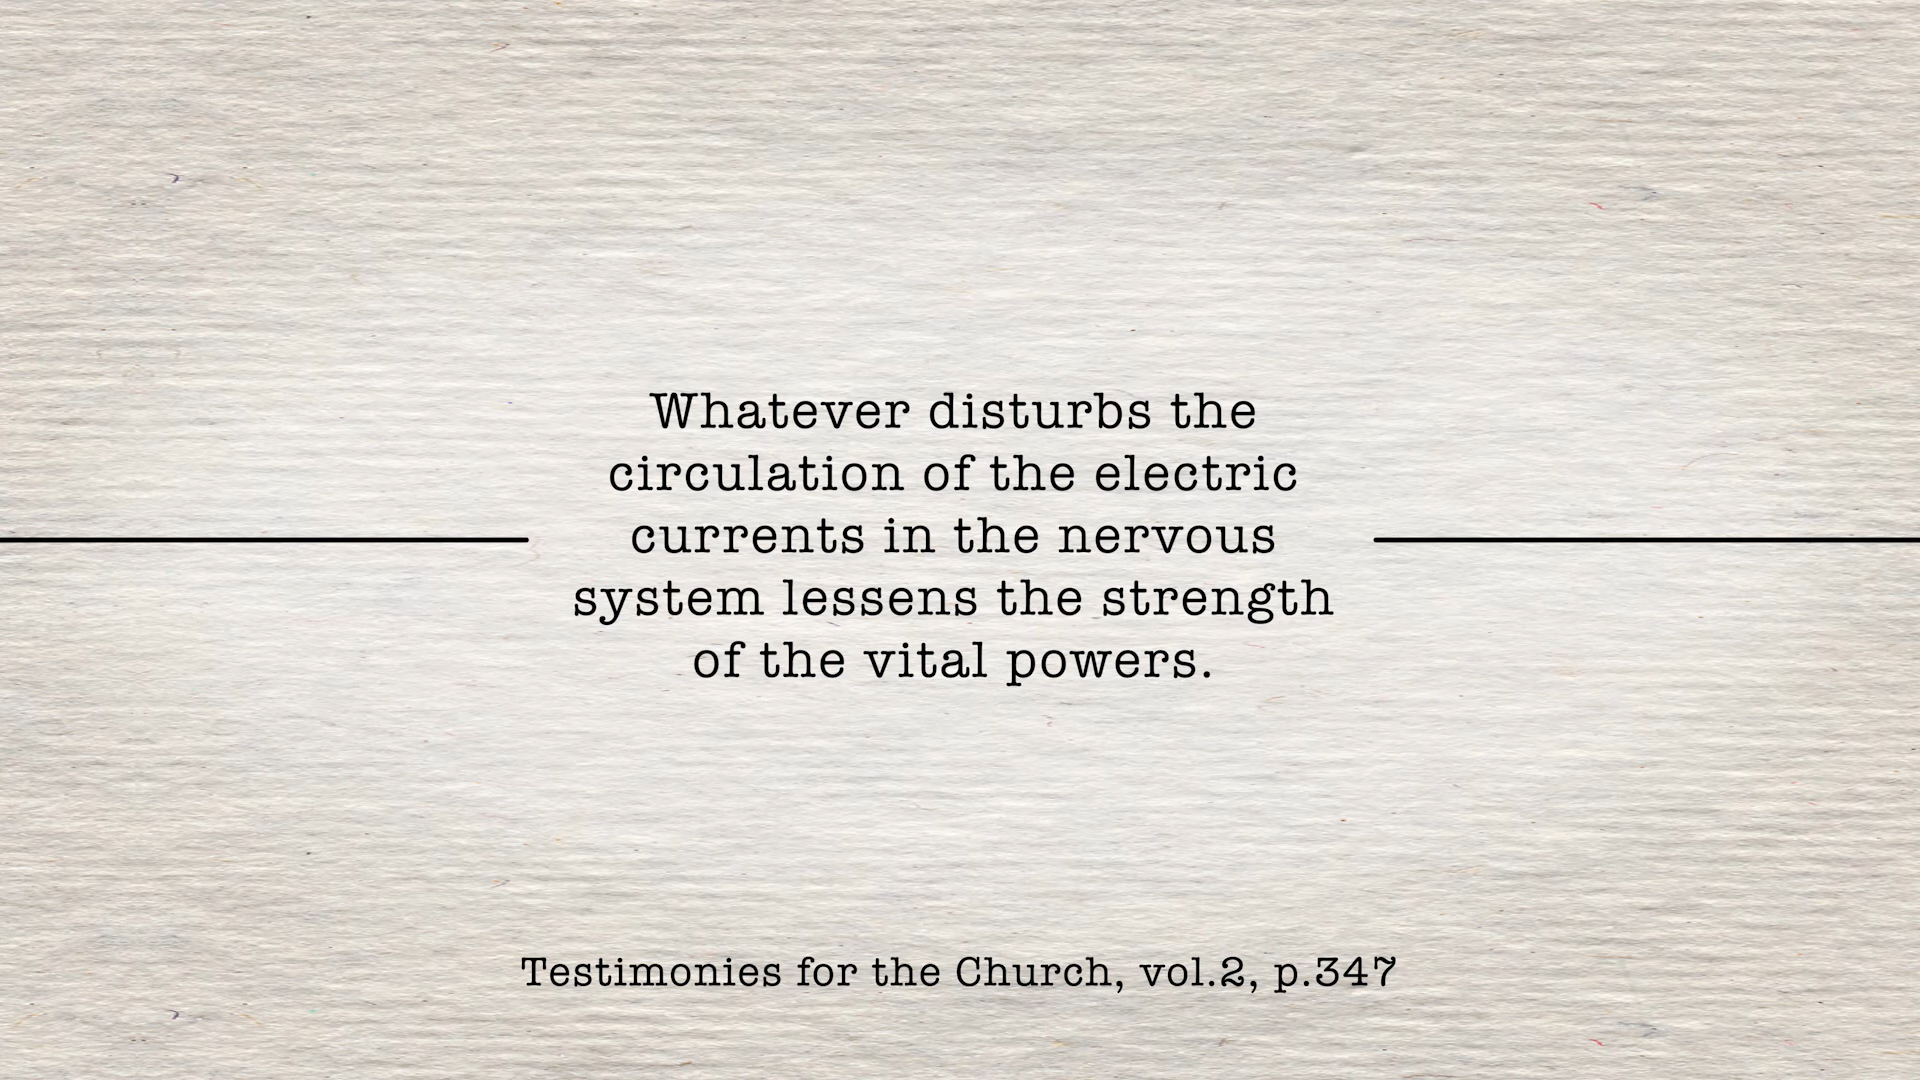 Whatever disturbs the
circulation of the electric
currents in the nervous
system lessens the strength
of the vital powers.
Testimonies for the Church, vol.2, p.347